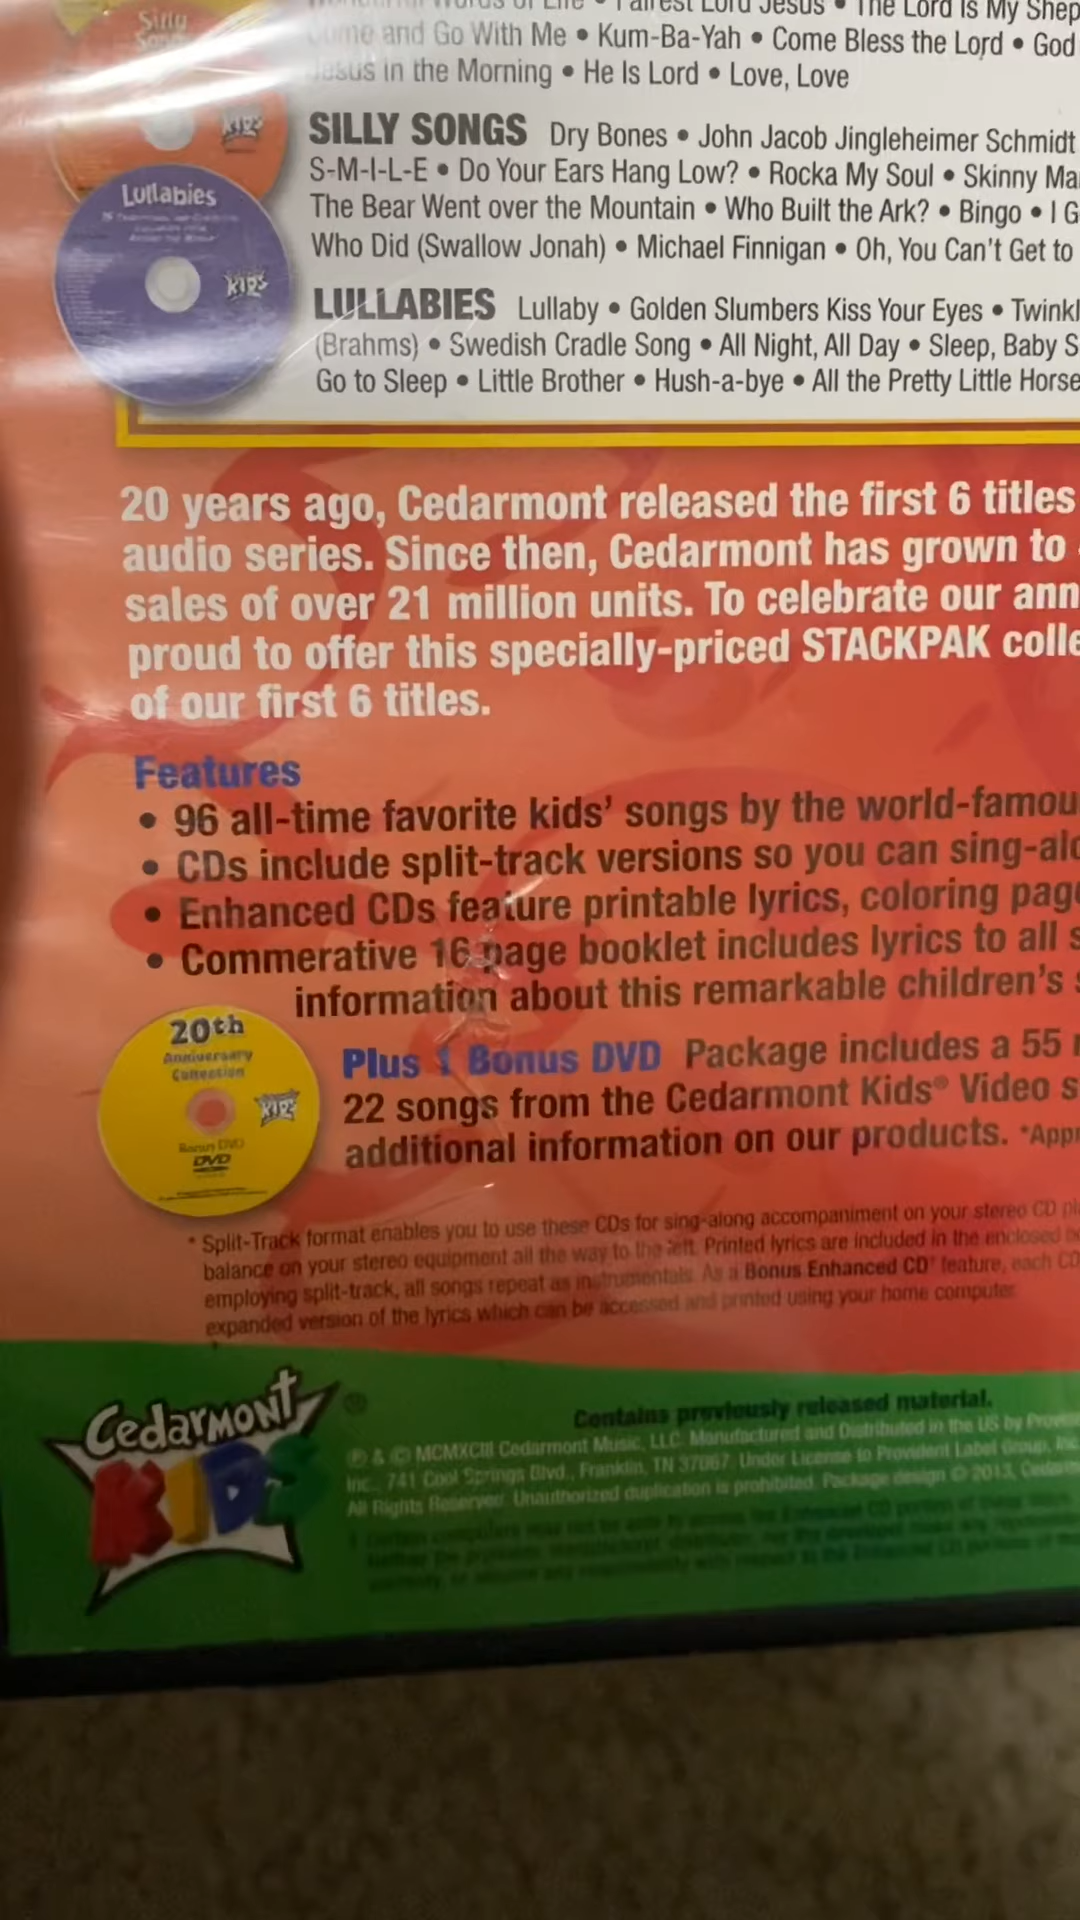 Silly
Songs
Words of Life • Fairest Lord Jesus • The Lord Is My Shep
Come and Go With Me • Kum-Ba-Yah • Come Bless the Lord • God
Jesus in the Morning • He Is Lord • Love, Love
KIDS
SILLY SONGS Dry Bones • John Jacob Jingleheimer Schmidt
S-M-I-L-E • Do Your Ears Hang Low? • Rocka My Soul • Skinny Ma
The Bear Went over the Mountain • Who Built the Ark? • Bingo • I G
Who Did (Swallow Jonah) • Michael Finnigan • Oh, You Can't Get to
Lullabies
KIDS
LULLABIES Lullaby • Golden Slumbers Kiss Your Eyes • Twinkl
(Brahms) • Swedish Cradle Song • All Night, All Day • Sleep, Baby S
Go to Sleep • Little Brother • Hush-a-bye • All the Pretty Little Horse
20 years ago, Cedarmont released the first 6 titles
audio series. Since then, Cedarmont has grown to
sales of over 21 million units. To celebrate our ann
proud to offer this specially-priced STACKPAK colle
of our first 6 titles.
Features
• 96 all-time favorite kids' songs by the world-famou
• CDs include split-track versions so you can sing-alo
• Enhanced CDs feature printable lyrics, coloring pag
• Commerative 16 page booklet includes lyrics to all s
information about this remarkable children's s
20th
Anniversary
Collection
KIDS
Bonus DVD
DVD
Plus 1 Bonus DVD Package includes a 55
22 songs from the Cedarmont Kids® Video s
additional information on our products. *App
* Split-Track format enables you to use these CDs for sing-along accompaniment on your stereo CD pl
balance on your stereo equipment all the way to the left. Printed lyrics are included in the enclosed
employing split-track, all songs repeat as instrumentals. As a Bonus Enhanced CD† feature, each CD
expanded version of the lyrics which can be accessed and printed using your home computer.
Cedarmont
KIDS ®
Contains previously released material.
℗ & © MCMXCIII Cedarmont Music, LLC. Manufactured and Distributed in the US by
Inc., 741 Cool Springs Blvd., Franklin, TN 37067. Under License to Provident Label Group, Inc.
All Rights Reserved. Unauthorized duplication is prohibited. Package design © 2013,